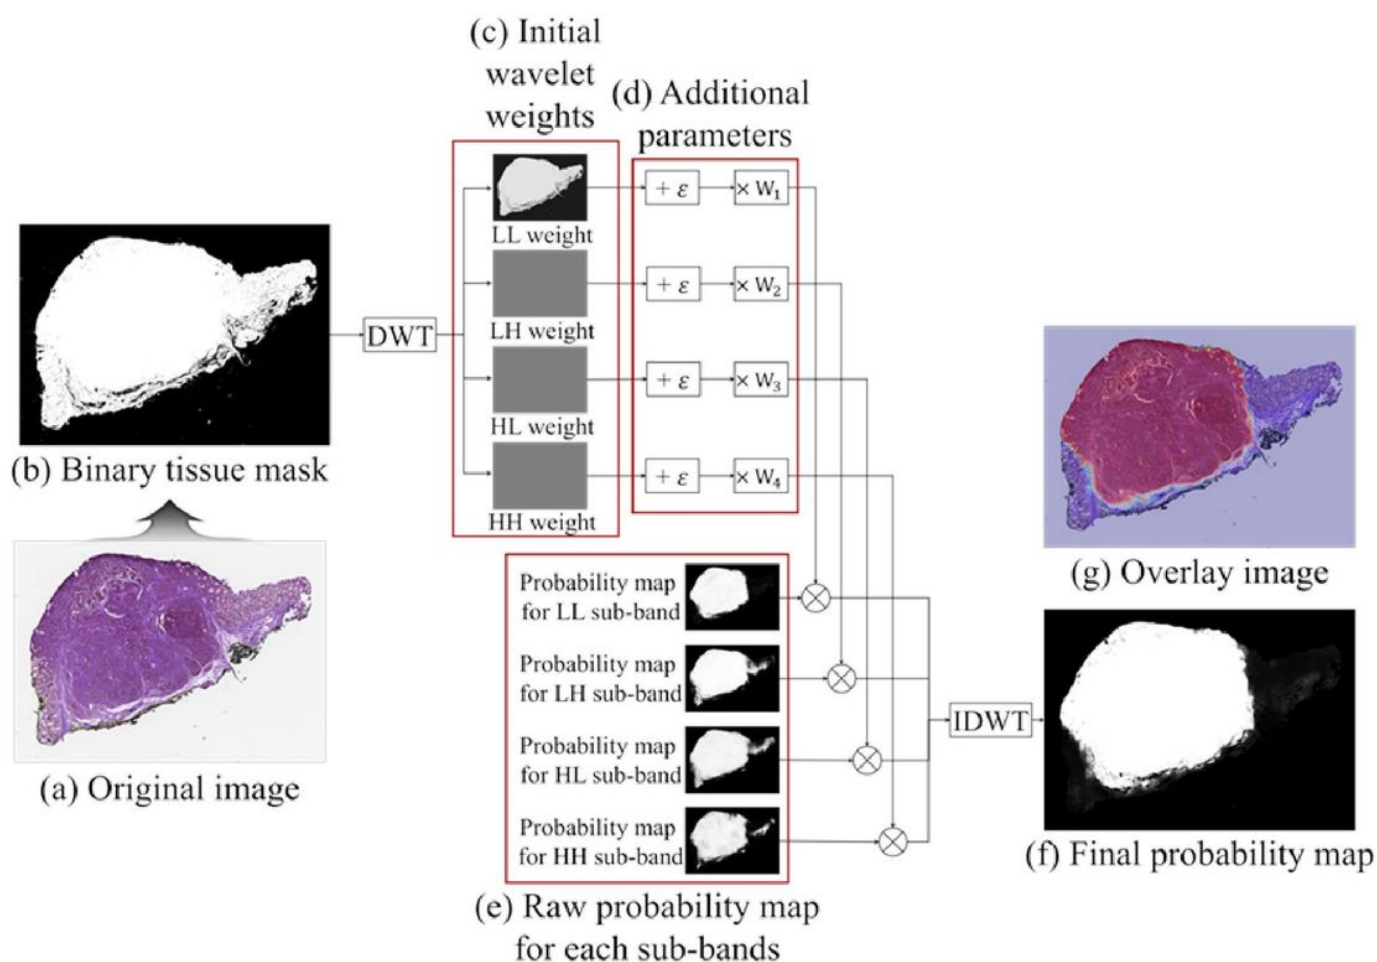 (c) Initial
wavelet
weights
(d) Additional
parameters
LL weight
+ ε
× W₁
LH weight
+ ε
× W₂
HL weight
+ ε
× W₃
HH weight
+ ε
× W₄
DWT
(b) Binary tissue mask
(a) Original image
Probability map
for LL sub-band
Probability map
for LH sub-band
Probability map
for HL sub-band
Probability map
for HH sub-band
(e) Raw probability map
for each sub-bands
IDWT
(g) Overlay image
(f) Final probability map